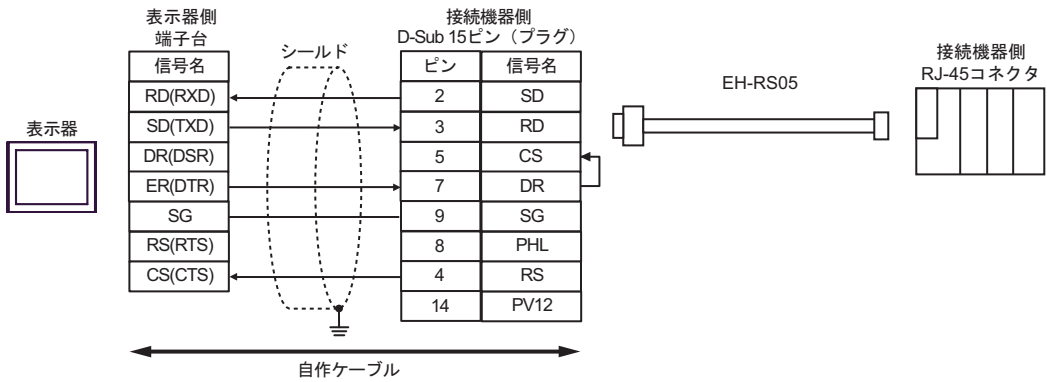 表示器
表示器側
端子台
信号名
RD(RXD)
SD(TXD)
DR(DSR)
ER(DTR)
SG
RS(RTS)
CS(CTS)
シールド
接続機器側
D-Sub 15ピン（プラグ）
ピン 信号名
2 SD
3 RD
5 CS
7 DR
9 SG
8 PHL
4 RS
14 PV12
自作ケーブル
EH-RS05
接続機器側
RJ-45コネクタ